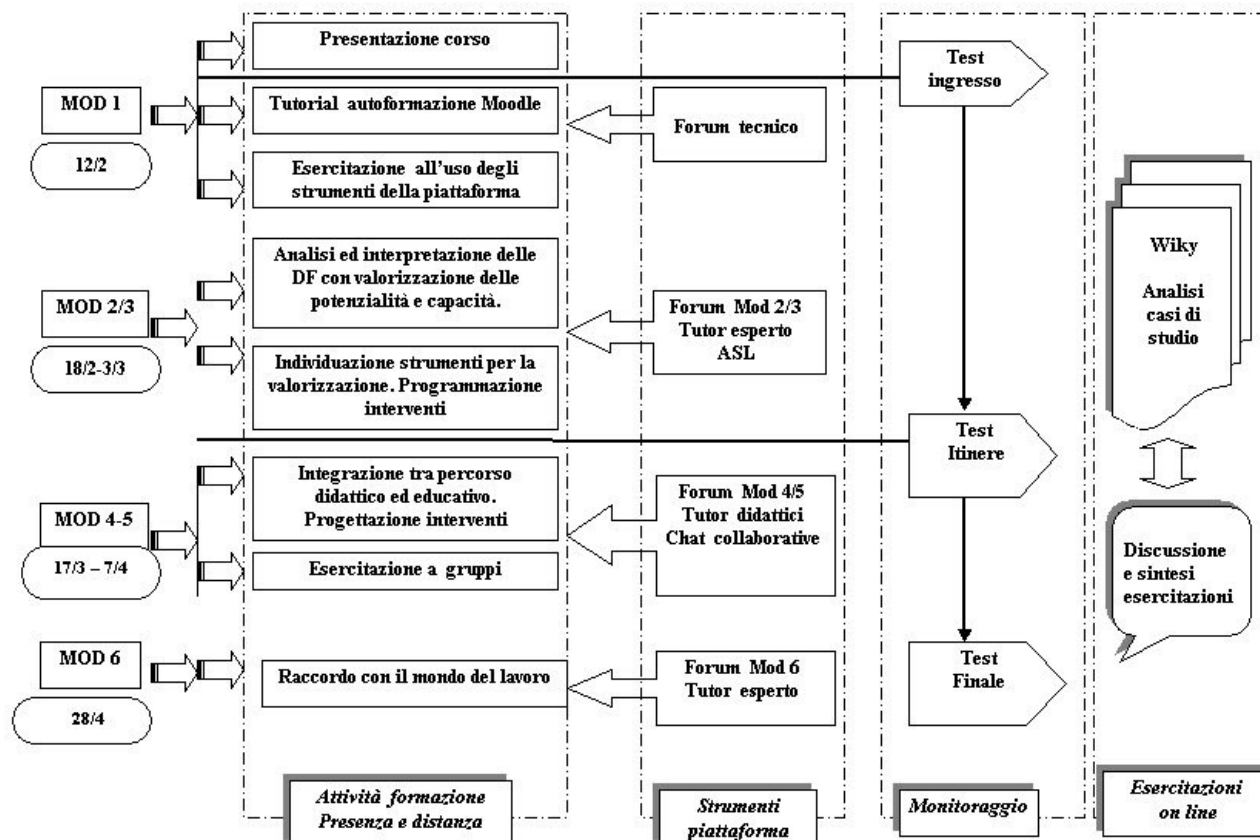 Presentazione corso
Test
ingresso
MOD 1
12/2
Tutorial autoformazione Moodle
Forum tecnico
Esercitazione all'uso degli
strumenti della piattaforma
Analisi ed interpretazione delle
DF con valorizzazione delle
potenzialità e capacità.
MOD 2/3
18/2-3/3
Forum Mod 2/3
Tutor esperto
ASL
Individuazione strumenti per la
valorizzazione. Programmazione
interventi
Wiky
Analisi
casi di
studio
Test
Itinere
Integrazione tra percorso
didattico ed educativo.
Progettazione interventi
MOD 4-5
17/3 – 7/4
Forum Mod 4/5
Tutor didattici
Chat collaborative
Esercitazione a gruppi
Discussione
e sintesi
esercitazioni
MOD 6
28/4
Raccordo con il mondo del lavoro
Forum Mod 6
Tutor esperto
Test
Finale
Attività formazione
Presenza e distanza
Strumenti
piattaforma
Monitoraggio
Esercitazioni
on line